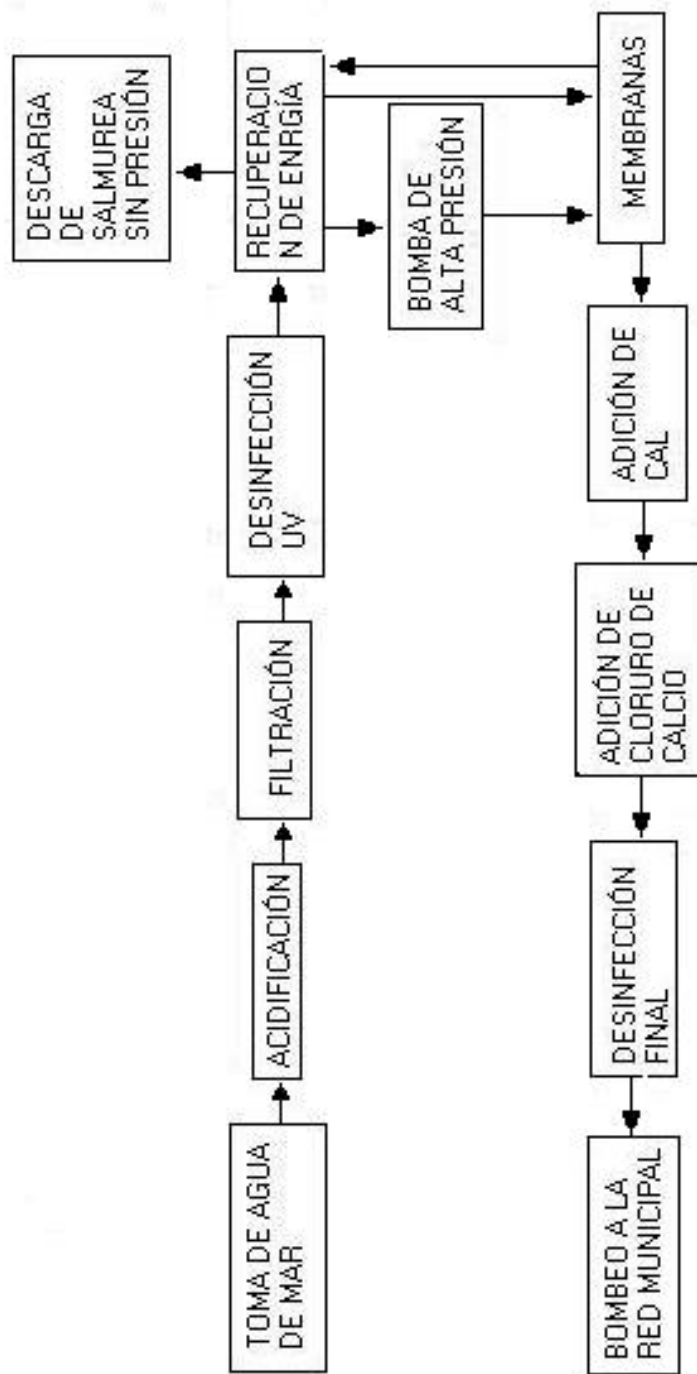 TOMA DE AGUA
DE MAR
ACIDIFICACIÓN
FILTRACIÓN
DESINFECCIÓN
UV
RECUPERACIO
N DE ENRGÍA
DESCARGA
DE
SALMUREA
SIN PRESIÓN
BOMBA DE
ALTA PRESIÓN
MEMBRANAS
ADICIÓN DE
CAL
ADICIÓN DE
CLORURO DE
CALCIO
DESINFECCIÓN
FINAL
BOMBEO A LA
RED MUNICIPAL